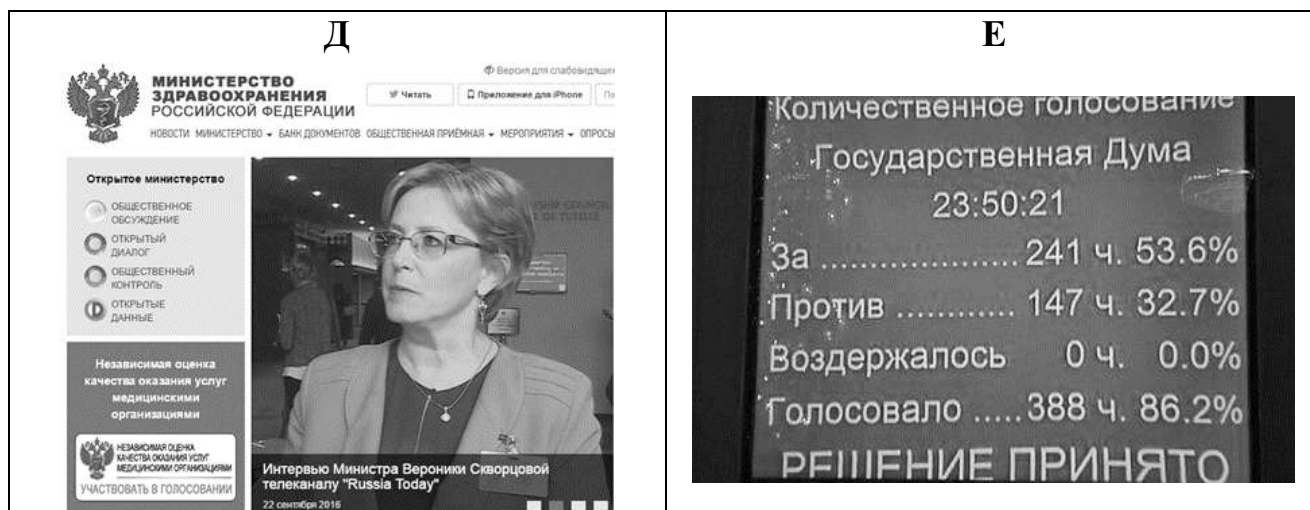 Д
Версия для слабовидящих
МИНИСТЕРСТВО
ЗДРАВООХРАНЕНИЯ
РОССИЙСКОЙ ФЕДЕРАЦИИ
Читать
Приложение для iPhone
НОВОСТИ МИНИСТЕРСТВО БАНК ДОКУМЕНТОВ ОБЩЕСТВЕННАЯ ПРИЁМНАЯ МЕРОПРИЯТИЯ ОПРОСЫ
Открытое министерство
ОБЩЕСТВЕННОЕ
ОБСУЖДЕНИЕ
ОТКРЫТЫЙ
ДИАЛОГ
ОБЩЕСТВЕННЫЙ
КОНТРОЛЬ
ОТКРЫТЫЕ
ДАННЫЕ
Независимая оценка
качества оказания услуг
медицинскими
организациями
НЕЗАВИСИМАЯ ОЦЕНКА
КАЧЕСТВА ОКАЗАНИЯ УСЛУГ
МЕДИЦИНСКИМИ ОРГАНИЗАЦИЯМИ
УЧАСТВОВАТЬ В ГОЛОСОВАНИИ
Интервью Министра Вероники Скворцовой
телеканалу "Russia Today"
22 сентября 2016
Е
Количественное голосование
Государственная Дума
23:50:21
За .................... 241 ч. 53.6%
Против ............ 147 ч. 32.7%
Воздержалось 0 ч. 0.0%
Голосовало .....388 ч. 86.2%
РЕШЕНИЕ ПРИНЯТО